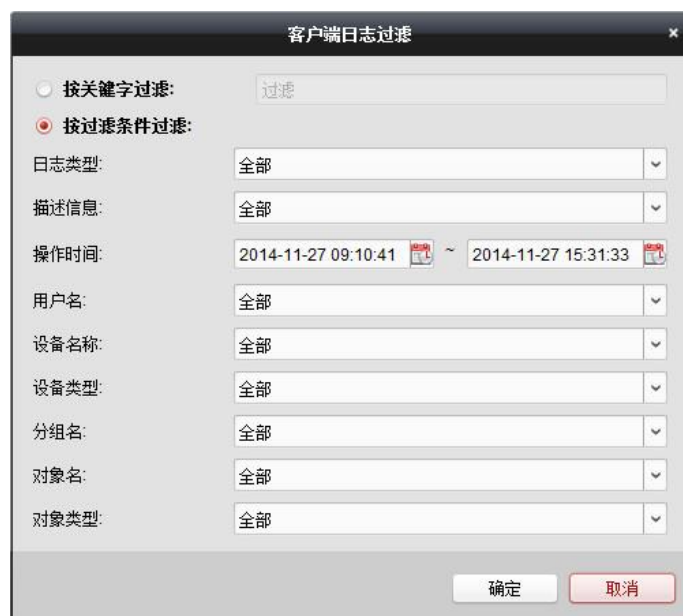 客户端日志过滤
按关键字过滤: 过滤
按过滤条件过滤:
日志类型: 全部
描述信息: 全部
操作时间: 2014-11-27 09:10:41 ~ 2014-11-27 15:31:33
用户名: 全部
设备名称: 全部
设备类型: 全部
分组名: 全部
对象名: 全部
对象类型: 全部
确定 取消